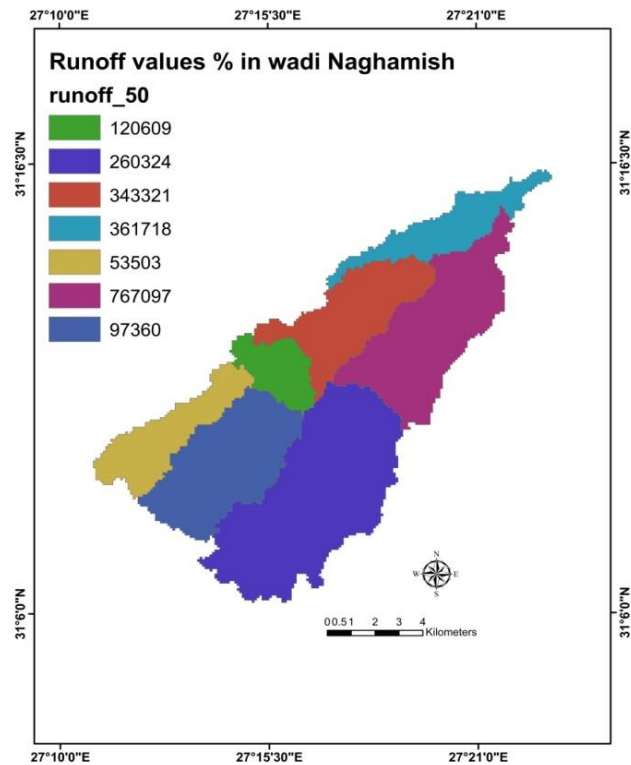 27°10'0"E 27°15'30"E 27°21'0"E
Runoff values % in wadi Naghamish
runoff_50
120609
260324
343321
361718
53503
767097
97360
31°16'30"N 31°16'30"N
31°6'0"N 31°6'0"N
N
W E
S
0 0.5 1 2 3 4
Kilometers
27°10'0"E 27°15'30"E 27°21'0"E